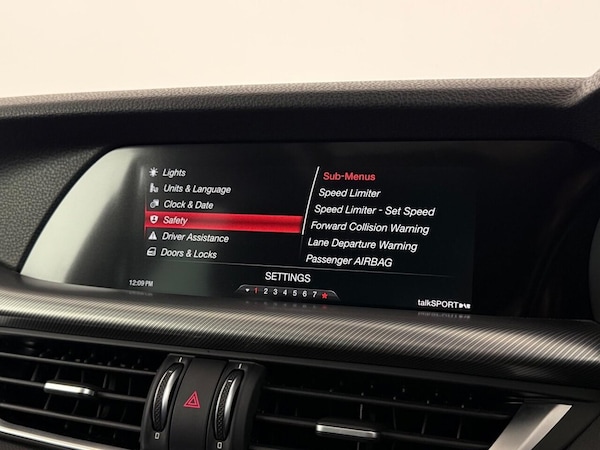 Lights
Units & Language
Clock & Date
Safety
Driver Assistance
Doors & Locks
Sub-Menus
Speed Limiter
Speed Limiter - Set Speed
Forward Collision Warning
Lane Departure Warning
Passenger AIRBAG
SETTINGS
12:09 PM
1 2 3 4 5 6 7
talkSPORT